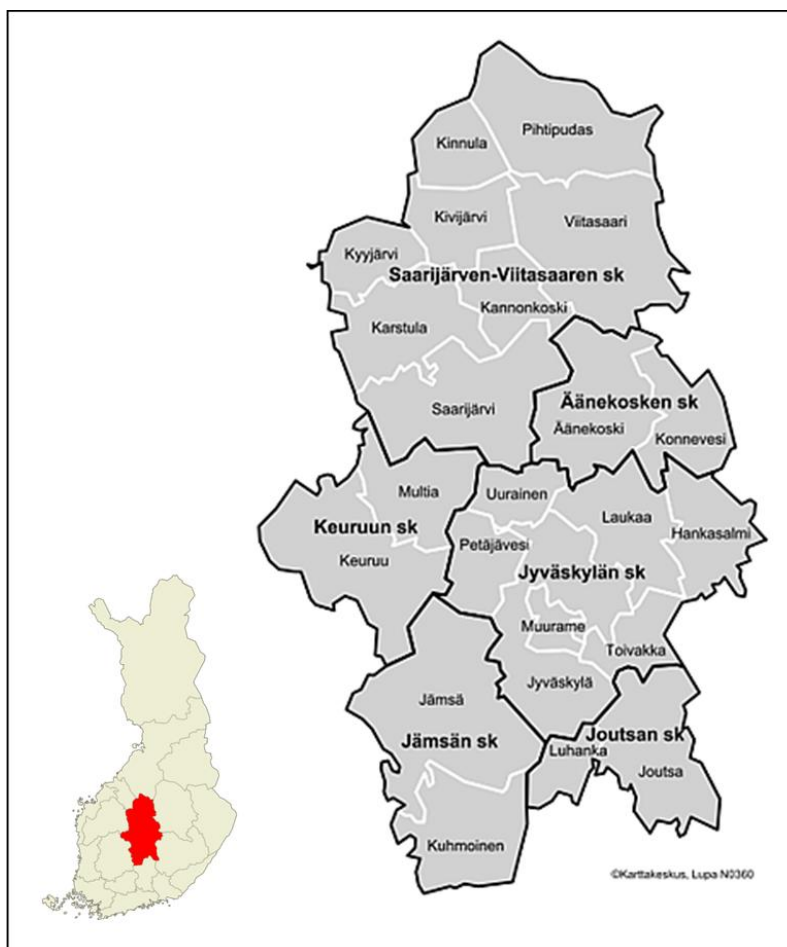 Pihtipudas
Kinnula
Kivijärvi
Viitasaari
Kyyjärvi
Saarijärven-Viitasaaren sk
Kannonkoski
Karstula
Saarijärvi
Äänekosken sk
Äänekoski
Konnevesi
Multia
Uurainen
Laukaa
Keuruun sk
Hankasalmi
Petäjävesi
Keuruu
Jyväskylän sk
Muurame
Toivakka
Jyväskylä
Jämsä
Joutsan sk
Jämsän sk
Luhanka
Joutsa
Kuhmoinen
©Karttakeskus, Lupa N0360